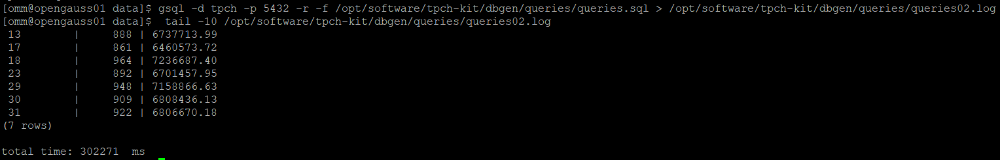 [omm@opengauss01 data]$ gsql -d tpch -p 5432 -r -f /opt/software/tpch-kit/dbgen/queries/queries.sql > /opt/software/tpch-kit/dbgen/queries/queries02.log
[omm@opengauss01 data]$  tail -10 /opt/software/tpch-kit/dbgen/queries/queries02.log
 13        |     888 | 6737713.99
 17        |     861 | 6460573.72
 18        |     964 | 7236687.40
 23        |     892 | 6701457.95
 29        |     948 | 7158866.63
 30        |     909 | 6808436.13
 31        |     922 | 6806670.18
(7 rows)
total time: 302271  ms